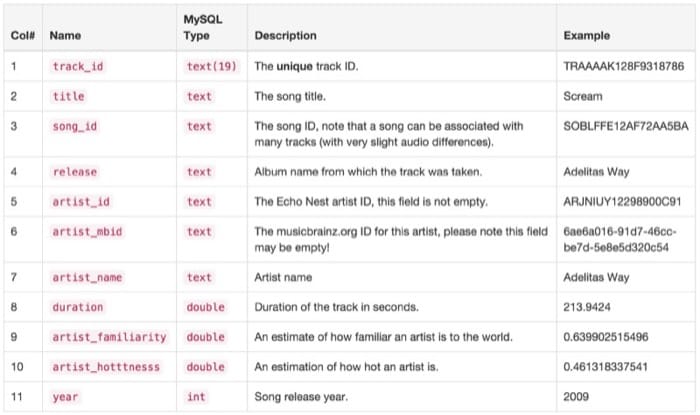 Col# Name MySQL Type Description Example
1 track_id text(19) The unique track ID. TRAAAAK128F9318786
2 title text The song title. Scream
3 song_id text The song ID, note that a song can be associated with SOBLFFE12AF72AA5BA
many tracks (with very slight audio differences).
4 release text Album name from which the track was taken. Adelitas Way
5 artist_id text The Echo Nest artist ID, this field is not empty. ARJNIUY12298900C91
6 artist_mbid text The musicbrainz.org ID for this artist, please note this field 6ae6a016-91d7-46cc-
may be empty! be7d-5e8e5d320c54
7 artist_name text Artist name Adelitas Way
8 duration double Duration of the track in seconds. 213.9424
9 artist_familiarity double An estimate of how familiar an artist is to the world. 0.639902515496
10 artist_hotttnesss double An estimation of how hot an artist is. 0.461318337541
11 year int Song release year. 2009